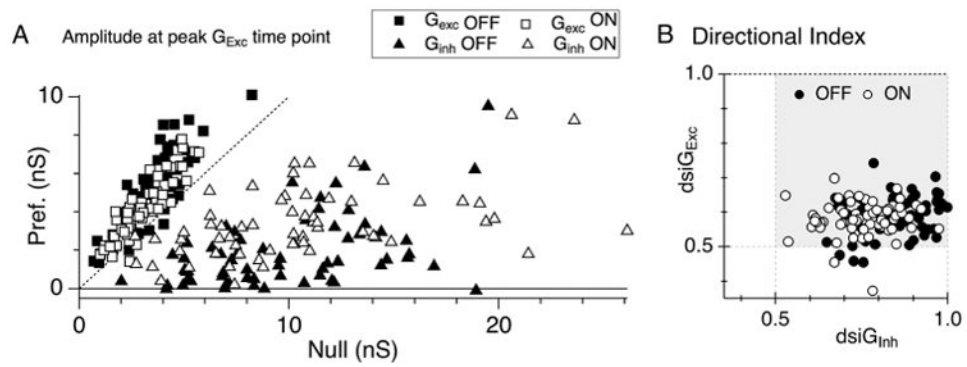 A Amplitude at peak G_Exc time point
■ G_exc OFF □ G_exc ON
▲ G_inh OFF △ G_inh ON
10
Pref. (nS)
0
0 10 20
Null (nS)
B Directional Index
1.0
● OFF ○ ON
dsiG_Exc
0.5
0.5 1.0
dsiG_Inh